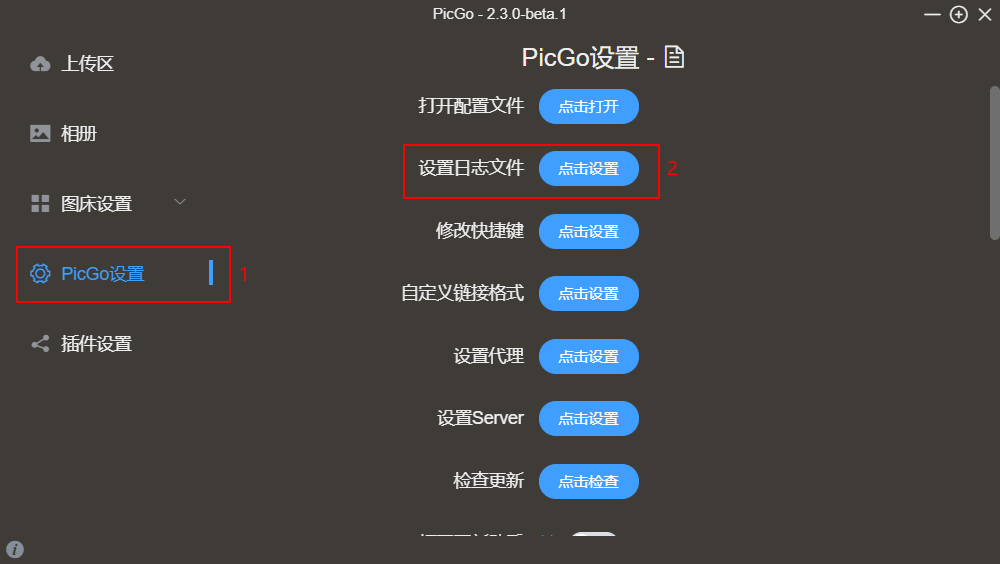 PicGo - 2.3.0-beta.1
上传区
相册
图床设置
PicGo设置
1
插件设置
PicGo设置 -
打开配置文件 点击打开
设置日志文件 点击设置 2
修改快捷键 点击设置
自定义链接格式 点击设置
设置代理 点击设置
设置Server 点击设置
检查更新 点击检查